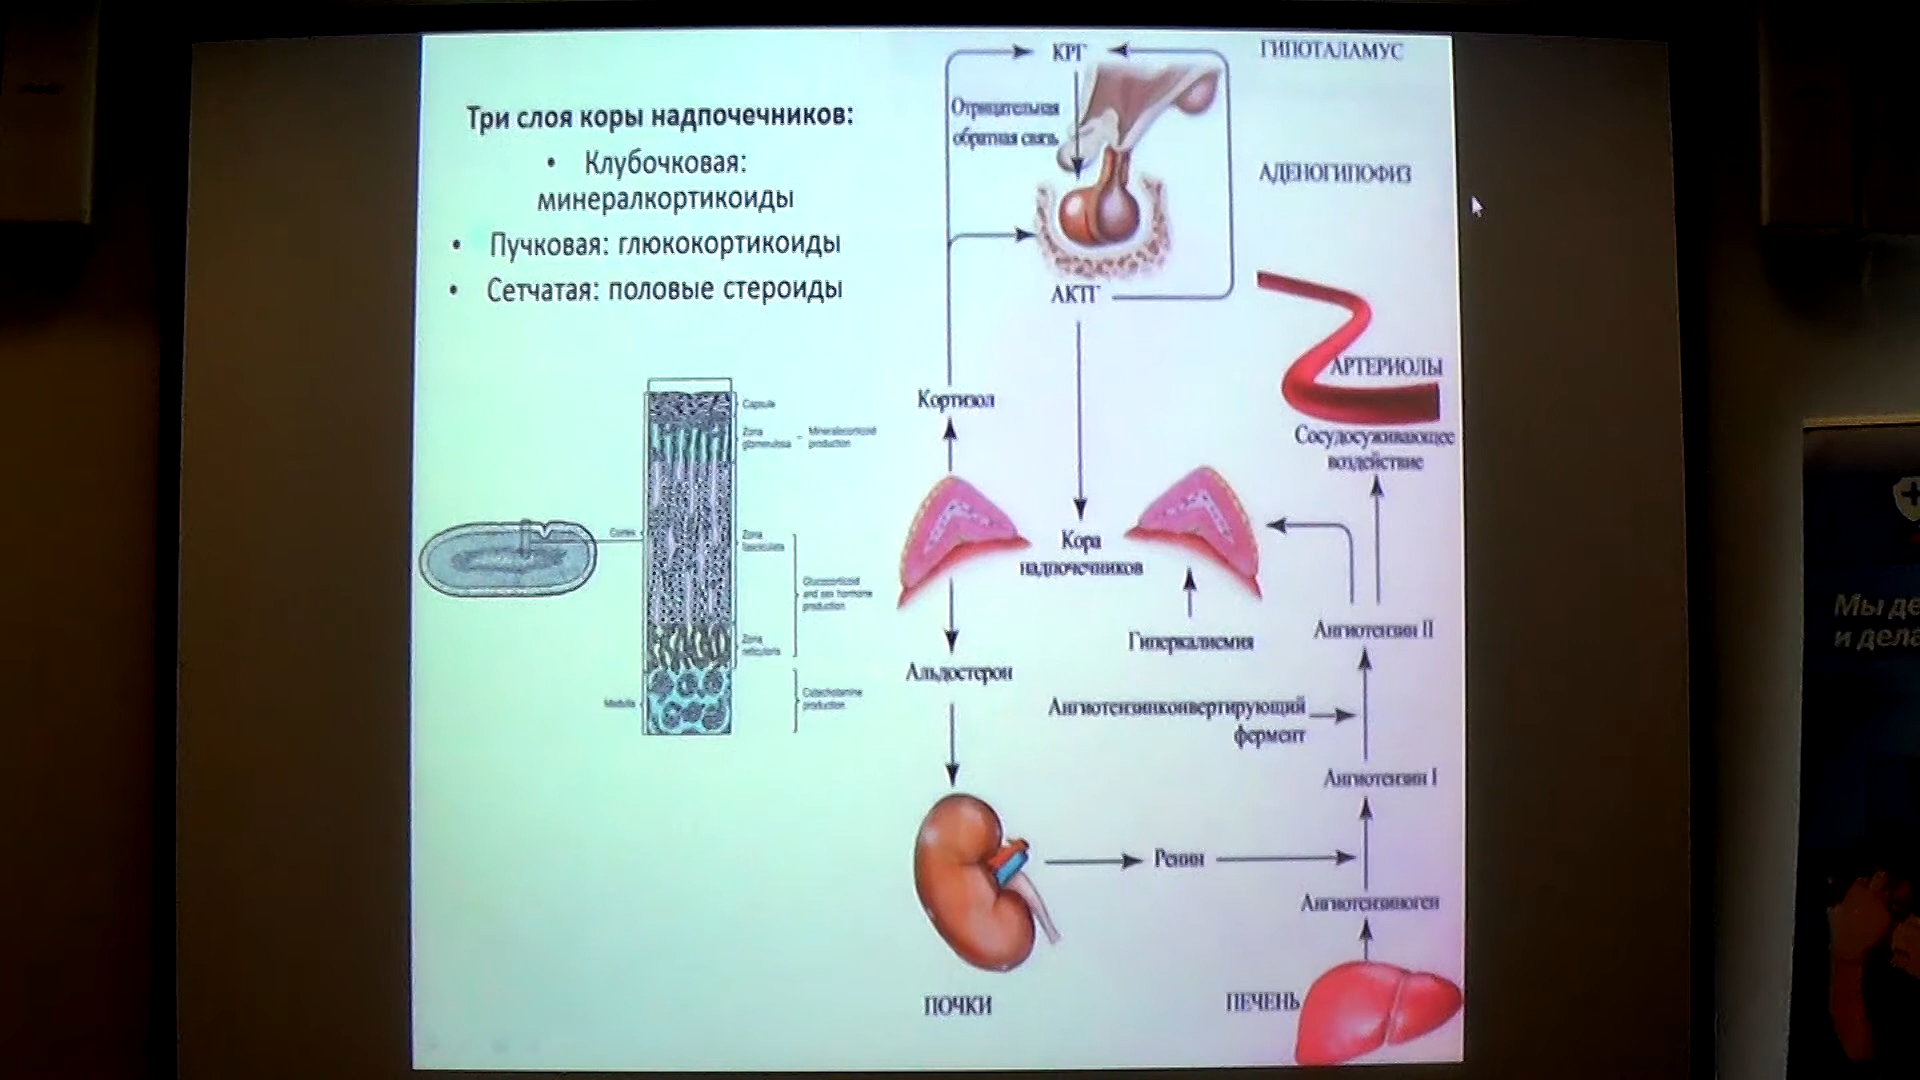 Три слоя коры надпочечников:
• Клубочковая:
минералкортикоиды
• Пучковая: глюкокортикоиды
• Сетчатая: половые стероиды
Capsule
Zona
glomerulosa
Mineralocorticoid
production
Cortex
Zona
fasciculata
Glucocorticoid
and sex hormone
production
Zona
reticularis
Medulla
Catecholamine
production
КРГ
ГИПОТАЛАМУС
Отрицательная
обратная связь
АДЕНОГИПОФИЗ
АКТГ
АРТЕРИОЛЫ
Кортизол
Сосудосуживающее
воздействие
Кора
надпочечников
Гиперкалиемия
Ангиотензин II
Альдостерон
Ангиотензинконвертирующий
фермент
Ангиотензин I
Ренин
Ангиотензиноген
ПОЧКИ
ПЕЧЕНЬ
Мы де
и дела